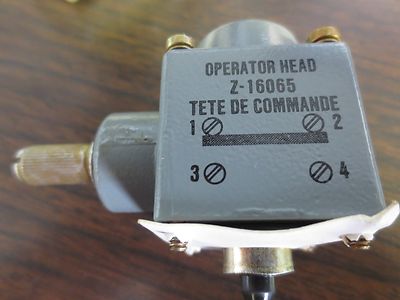 OPERATOR HEAD
Z-16065
TETE DE COMMANDE
1 2
3 4